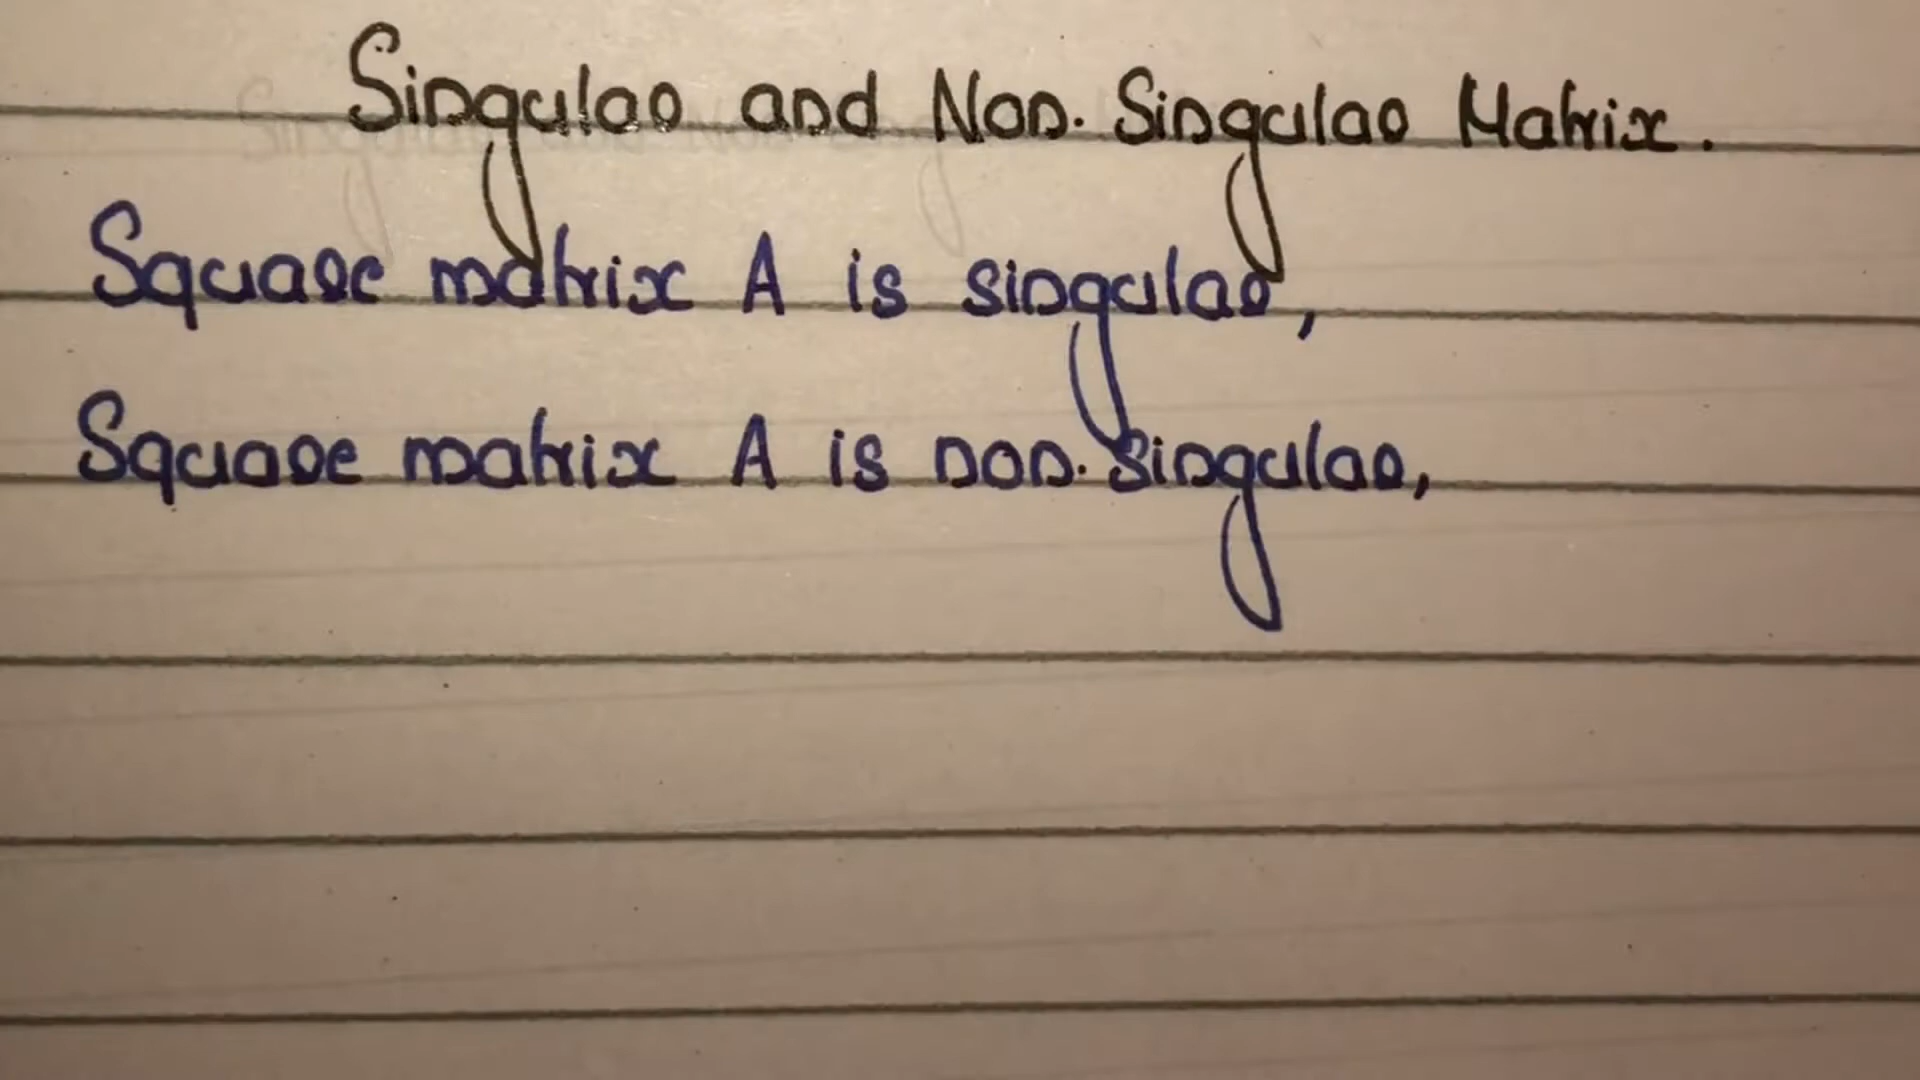 Singular and Non-Singular Matrix.
Square matrix A is singular,
Square matrix A is non-singular,